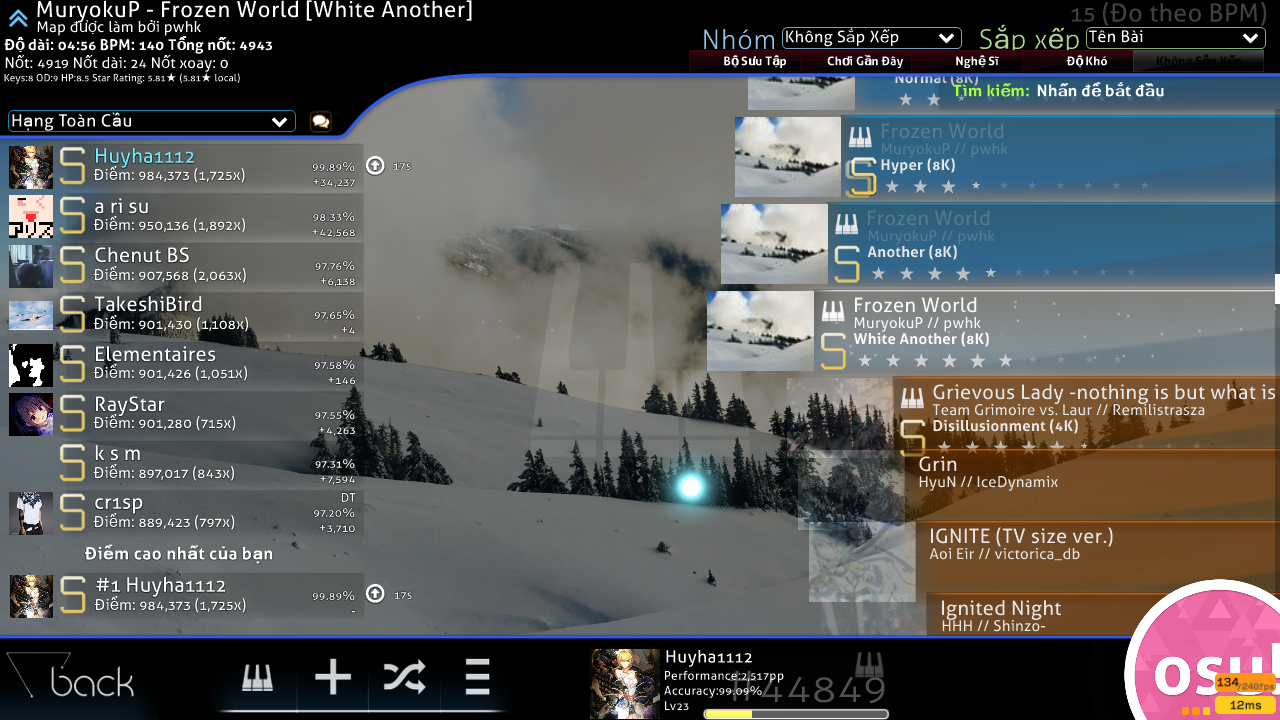 MuryokuP - Frozen World [White Another]
Map được làm bởi pwhk
Độ dài: 04:56 BPM: 140 Tổng nốt: 4943
Nốt: 4919 Nốt dài: 24 Nốt xoay: 0
Keys:8 OD:9 HP:8.5 Star Rating: 5.81★ (5.81★ local)
15 (Đo theo BPM)
Nhóm Không Sắp Xếp
Sắp xếp Tên Bài
Bộ Sưu Tập Chơi Gần Đây Nghệ Sĩ Độ Khó Không Sắp Xếp
Tìm kiếm: Nhấn để bắt đầu
Hạng Toàn Cầu
Huyha1112
Điểm: 984,373 (1,725x)
99.89%
+34,237
17s
a ri su
Điểm: 950,136 (1,892x)
98.33%
+42,568
Chenut BS
Điểm: 907,568 (2,063x)
97.76%
+6,138
TakeshiBird
Điểm: 901,430 (1,108x)
97.65%
+4
Elementaires
Điểm: 901,426 (1,051x)
97.58%
+146
RayStar
Điểm: 901,280 (715x)
97.55%
+4,263
k s m
Điểm: 897,017 (843x)
97.31%
+7,594
cr1sp
Điểm: 889,423 (797x)
DT
97.20%
+3,710
Điểm cao nhất của bạn
#1 Huyha1112
Điểm: 984,373 (1,725x)
99.89%
-
17s
Normal (8K)
Frozen World
MuryokuP // pwhk
Hyper (8K)
Frozen World
MuryokuP // pwhk
Another (8K)
Frozen World
MuryokuP // pwhk
White Another (8K)
Grievous Lady -nothing is but what is
Team Grimoire vs. Laur // Remilistrasza
Disillusionment (4K)
Grin
HyuN // IceDynamix
IGNITE (TV size ver.)
Aoi Eir // victorica_db
Ignited Night
HHH // Shinzo-
back
Huyha1112
Performance:2,517pp
Accuracy:99.09%
Lv23
#44849
osu!
134 /240fps
12ms